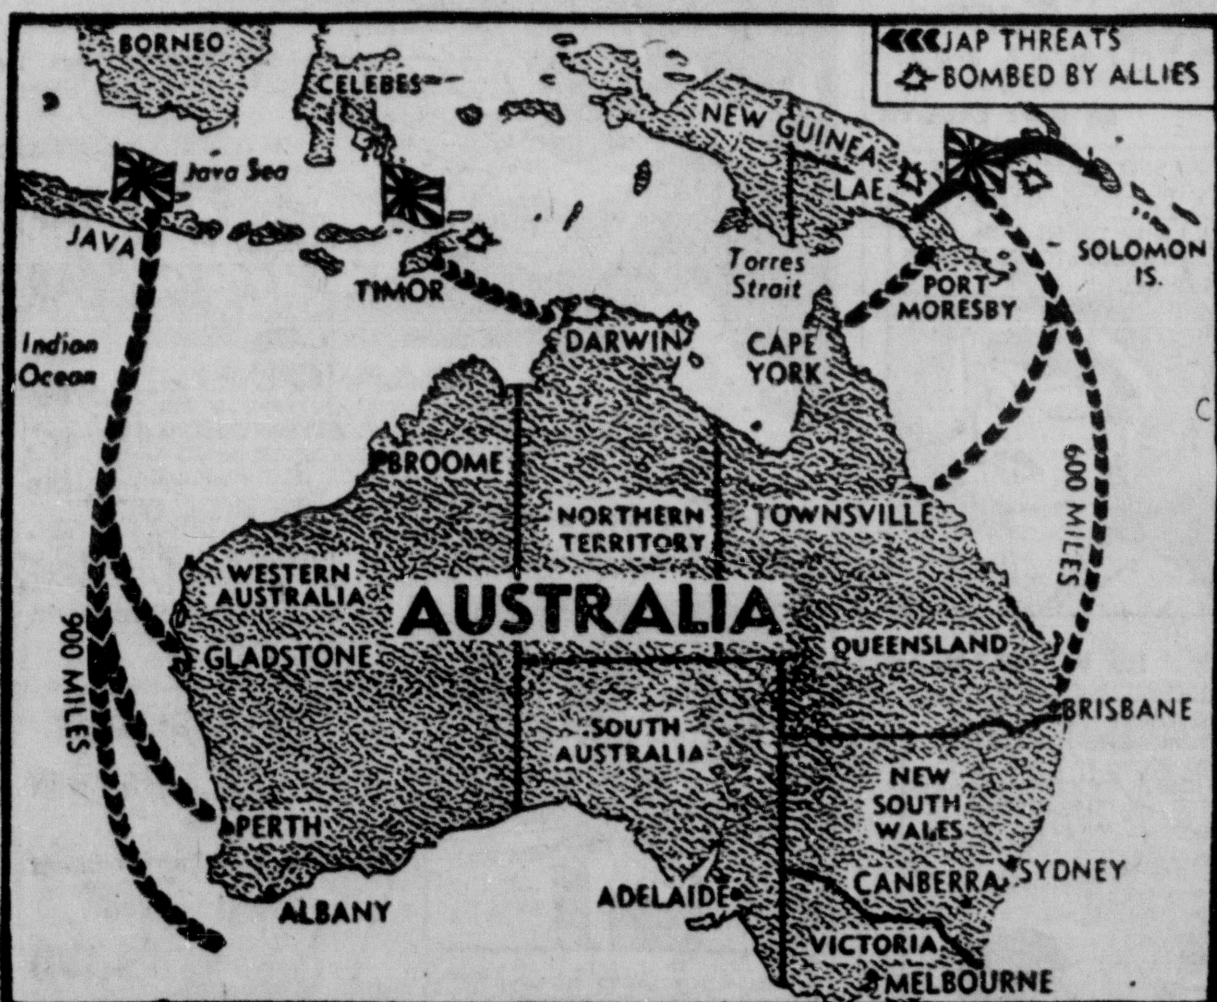 BORNEO
CELEBES
JAP THREATS
BOMBED BY ALLIES
NEW GUINEA
Java Sea
LAE
JAVA
SOLOMON
IS.
Torres
Strait
TIMOR
PORT
MORESBY
Indian
Ocean
DARWIN
CAPE
YORK
BROOME
600 MILES
NORTHERN
TERRITORY
TOWNSVILLE
WESTERN
AUSTRALIA
AUSTRALIA
900 MILES
GLADSTONE
QUEENSLAND
SOUTH
AUSTRALIA
BRISBANE
NEW
SOUTH
WALES
PERTH
SYDNEY
CANBERRA
ADELAIDE
ALBANY
VICTORIA
MELBOURNE